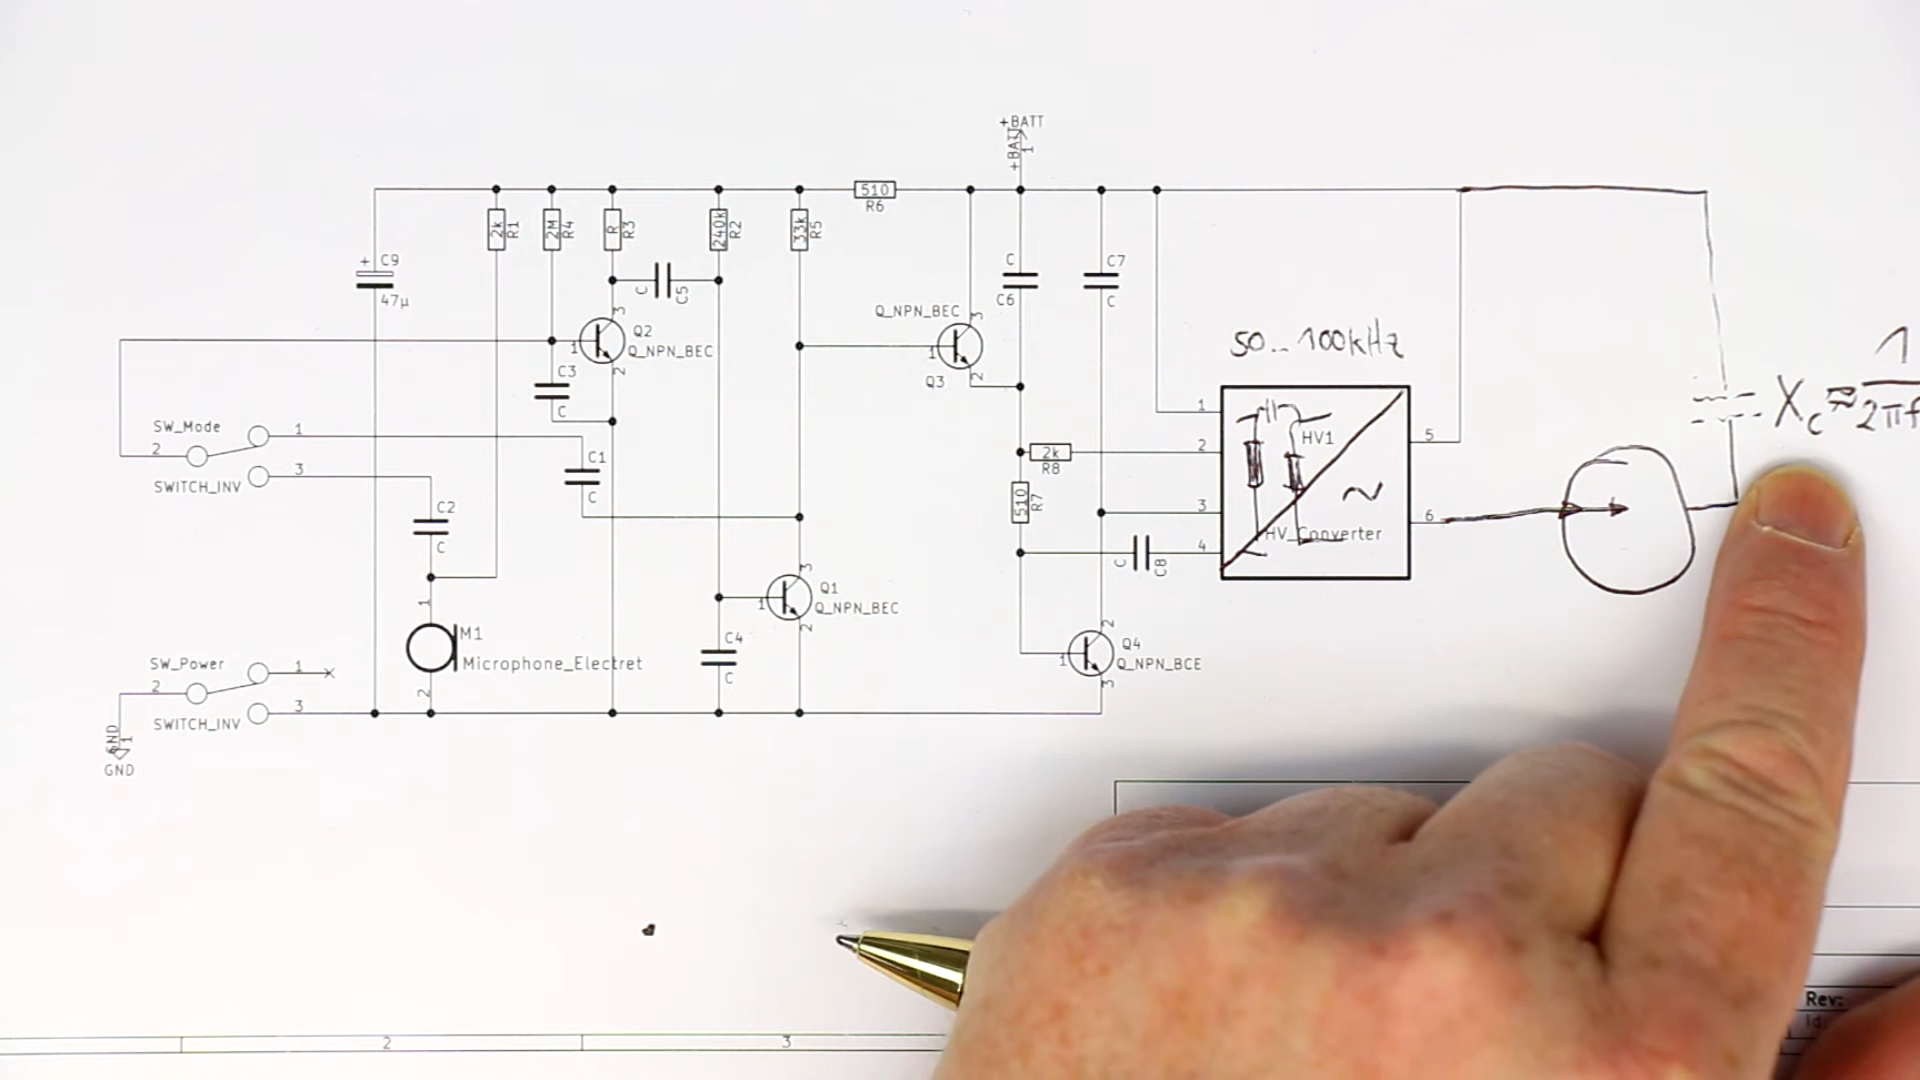 +BATT
+BATT
1
510
R6
2k
R1
2M
R4
R
R3
240k
R2
33k
R5
+
C9
47µ
C
C5
C
C6
C7
C
Q_NPN_BEC
3
1
Q3
2
50...100kHz
1
Xc≈
2πf
3
1
Q2
Q_NPN_BEC
2
C3
C
SW_Mode
2
1
3
SWITCH_INV
C1
C
C2
C
1
HV1
5
2k
R8
2
510
R7
3
~
6
HV_Converter
C
C8
4
3
1
Q1
Q_NPN_BEC
2
1
M1
Microphone_Electret
2
C4
C
2
1
Q4
Q_NPN_BCE
3
SW_Power
2
1
3
SWITCH_INV
GND
1
GND
Rev:
Id:
2
3